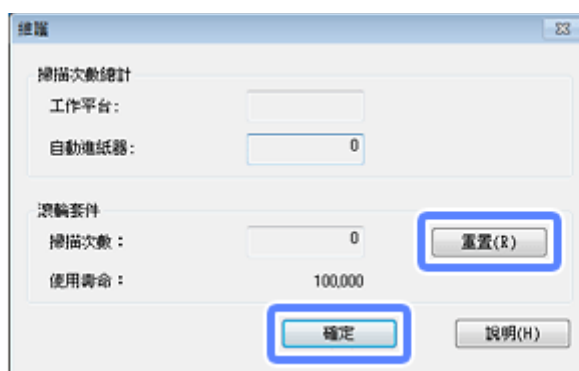 維護
掃描次數總計
工作平台:
自動進紙器: 0
滾輪套件
掃描次數: 0 重置(R)
使用壽命: 100,000
確定 說明(H)